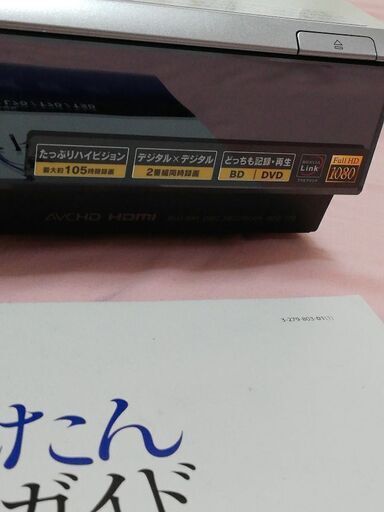 たっぷりハイビジョン
最大約105時間録画
デジタル×デジタル
2番組同時録画
どっちも記録・再生
BD DVD
BRAVIA
Link
Full HD
1080
AVCHD HDMI
3-279-803-01(1)
たん
ガイド